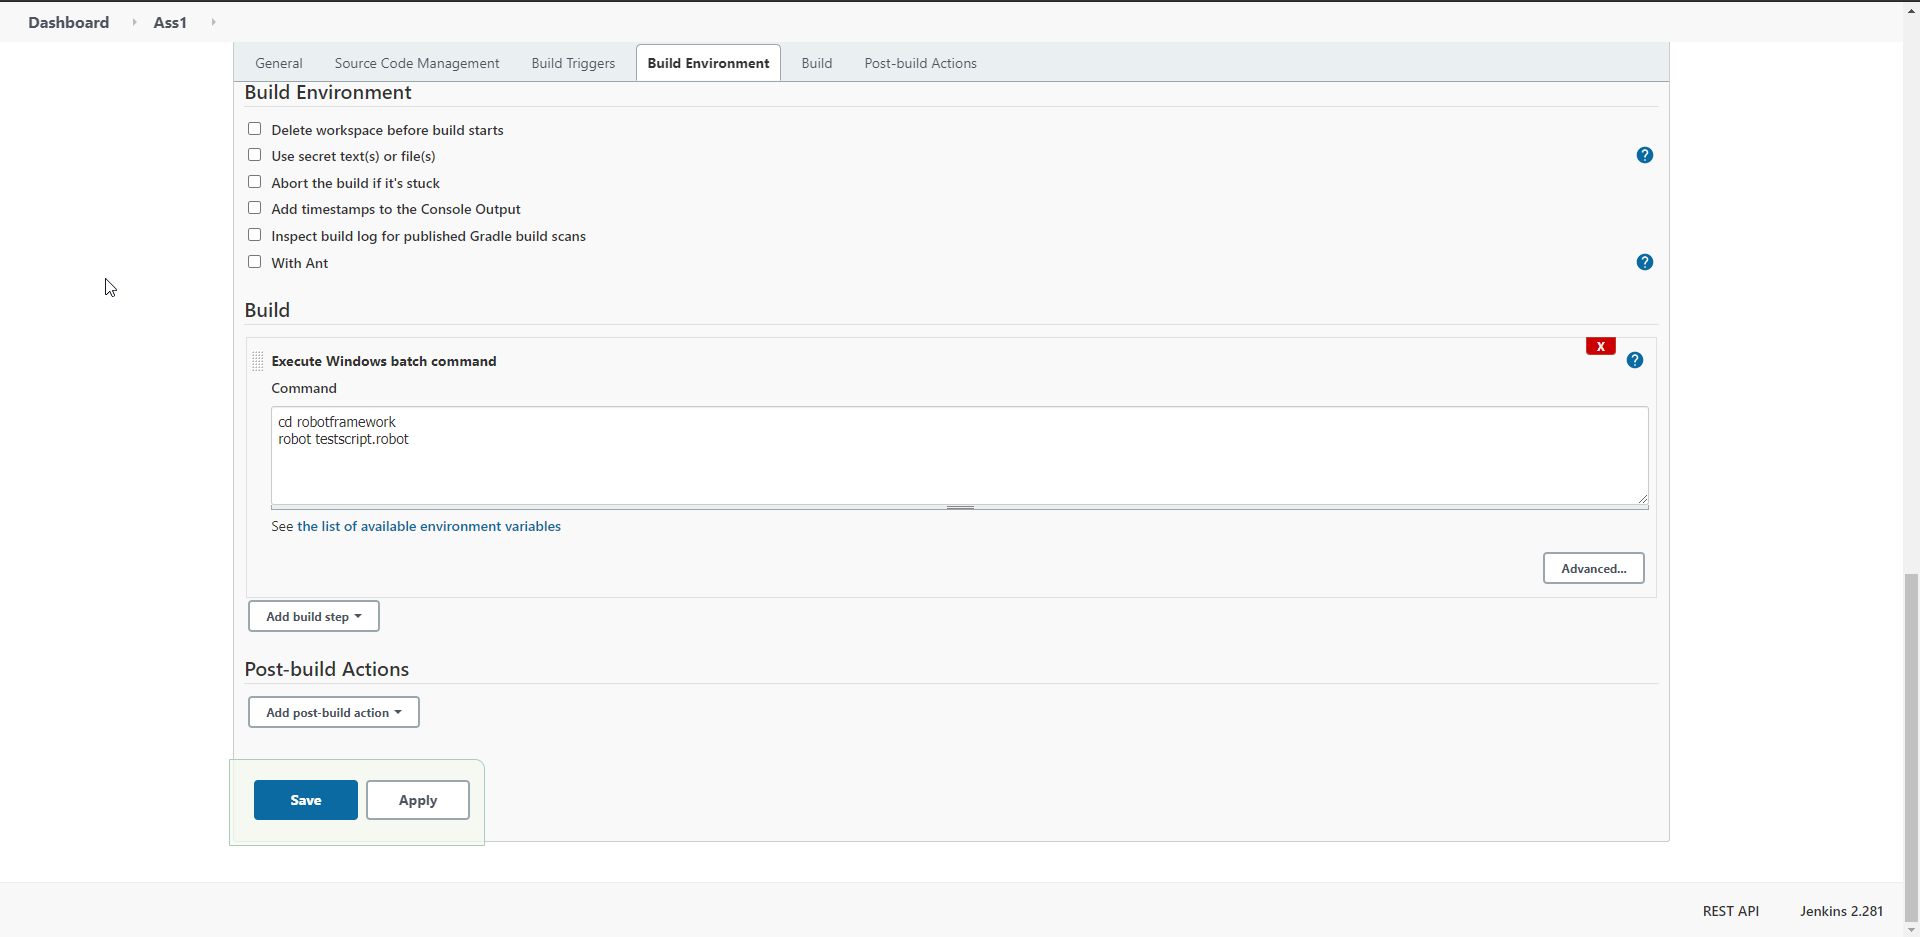 Dashboard Ass1
General Source Code Management Build Triggers Build Environment Build Post-build Actions
Build Environment
Delete workspace before build starts
Use secret text(s) or file(s) ?
Abort the build if it's stuck
Add timestamps to the Console Output
Inspect build log for published Gradle build scans
With Ant ?
Build
X
Execute Windows batch command ?
Command
cd robotframework
robot testscript.robot
See the list of available environment variables
Advanced...
Add build step
Post-build Actions
Add post-build action
Save Apply
REST API Jenkins 2.281